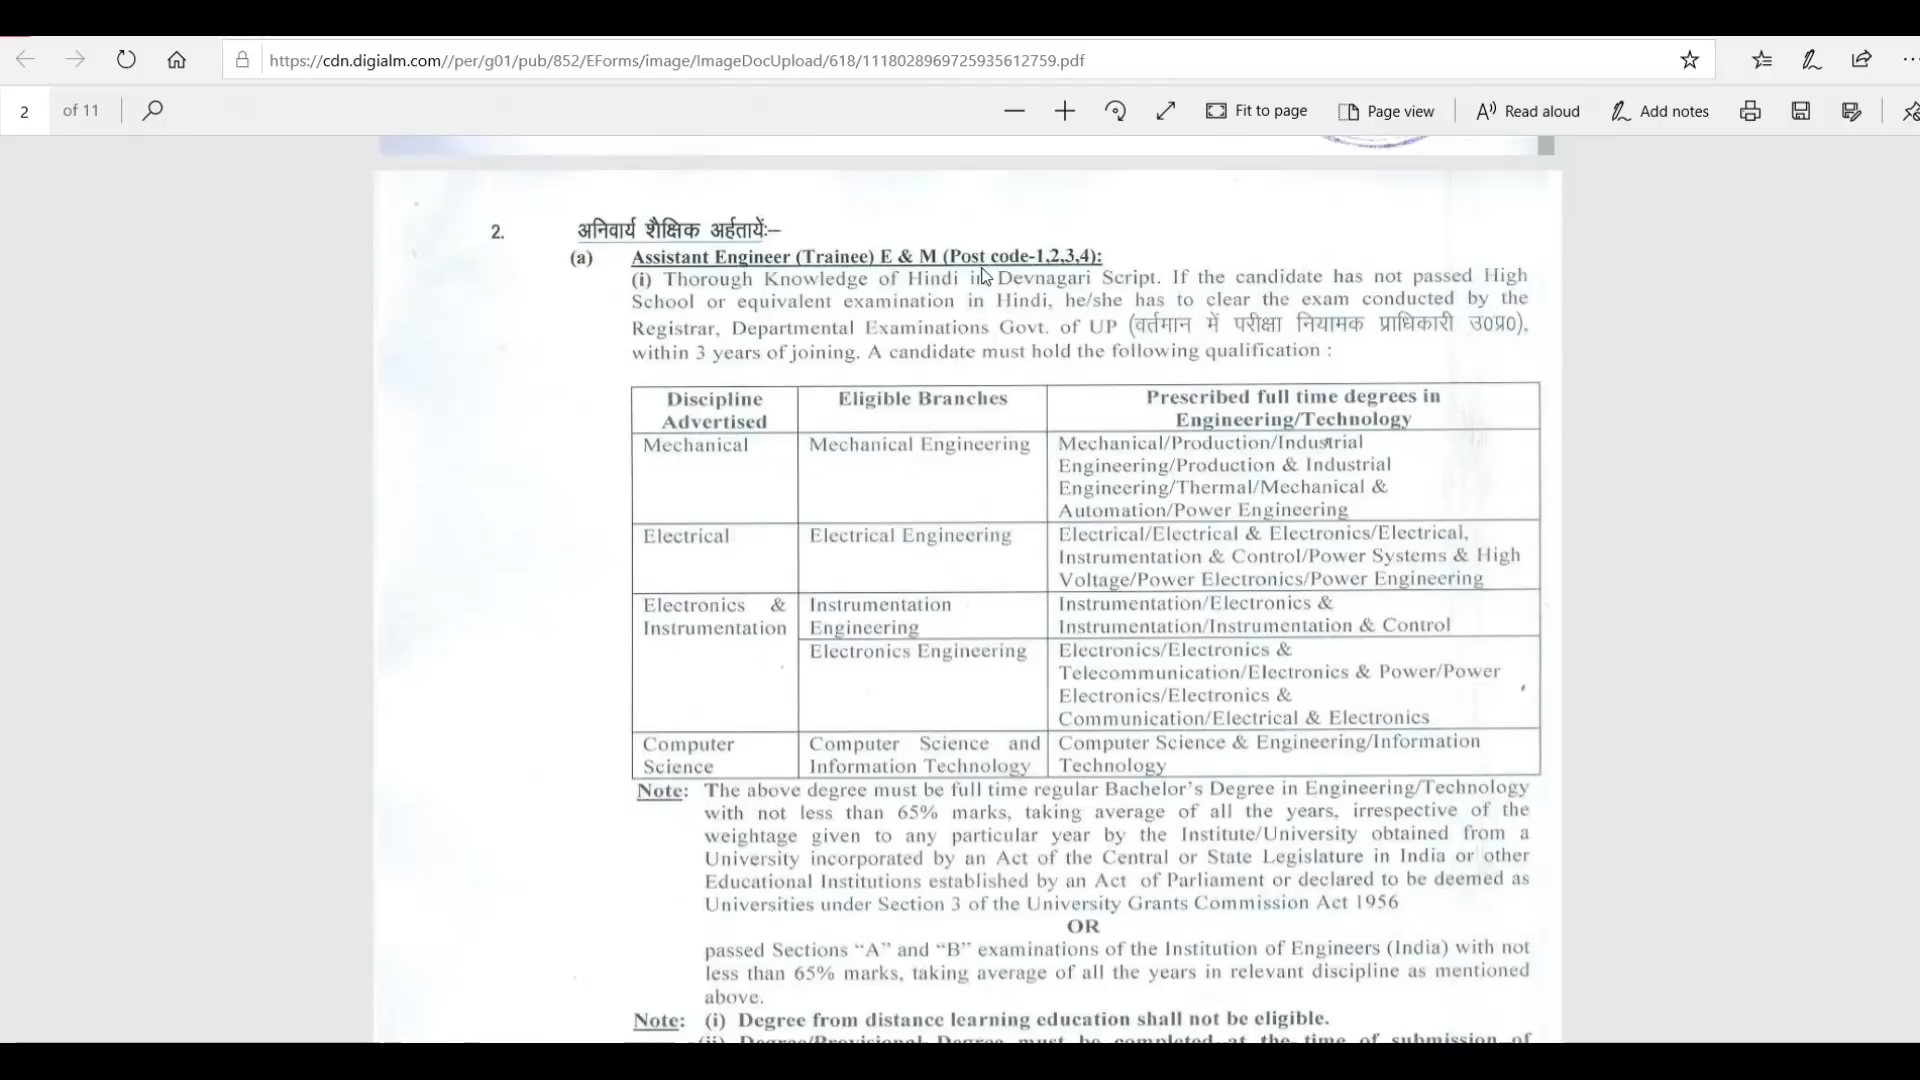 https://cdn.digialm.com//per/g01/pub/852/EForms/image/ImageDocUpload/618/1118028969725935612759.pdf
2 of 11 Fit to page Page view Read aloud Add notes
2. अनिवार्य शैक्षिक अर्हतायेंः–
(a) Assistant Engineer (Trainee) E & M (Post code-1,2,3,4):
(i) Thorough Knowledge of Hindi in Devnagari Script. If the candidate has not passed High
School or equivalent examination in Hindi, he/she has to clear the exam conducted by the
Registrar, Departmental Examinations Govt. of UP (वर्तमान में परीक्षा नियामक प्राधिकारी उ0प्र0),
within 3 years of joining. A candidate must hold the following qualification :
Discipline Advertised
Eligible Branches
Prescribed full time degrees in
Engineering/Technology
Mechanical
Mechanical Engineering
Mechanical/Production/Industrial
Engineering/Production & Industrial
Engineering/Thermal/Mechanical &
Automation/Power Engineering
Electrical
Electrical Engineering
Electrical/Electrical & Electronics/Electrical,
Instrumentation & Control/Power Systems & High
Voltage/Power Electronics/Power Engineering
Electronics &
Instrumentation
Instrumentation
Engineering
Instrumentation/Electronics &
Instrumentation/Instrumentation & Control
Electronics Engineering
Electronics/Electronics &
Telecommunication/Electronics & Power/Power
Electronics/Electronics &
Communication/Electrical & Electronics
Computer
Science
Computer Science and
Information Technology
Computer Science & Engineering/Information
Technology
Note: The above degree must be full time regular Bachelor's Degree in Engineering/Technology
with not less than 65% marks, taking average of all the years, irrespective of the
weightage given to any particular year by the Institute/University obtained from a
University incorporated by an Act of the Central or State Legislature in India or other
Educational Institutions established by an Act of Parliament or declared to be deemed as
Universities under Section 3 of the University Grants Commission Act 1956
OR
passed Sections “A” and “B” examinations of the Institution of Engineers (India) with not
less than 65% marks, taking average of all the years in relevant discipline as mentioned
above.
Note: (i) Degree from distance learning education shall not be eligible.
(ii) Degree/Provisional Degree must be completed at the time of submission of